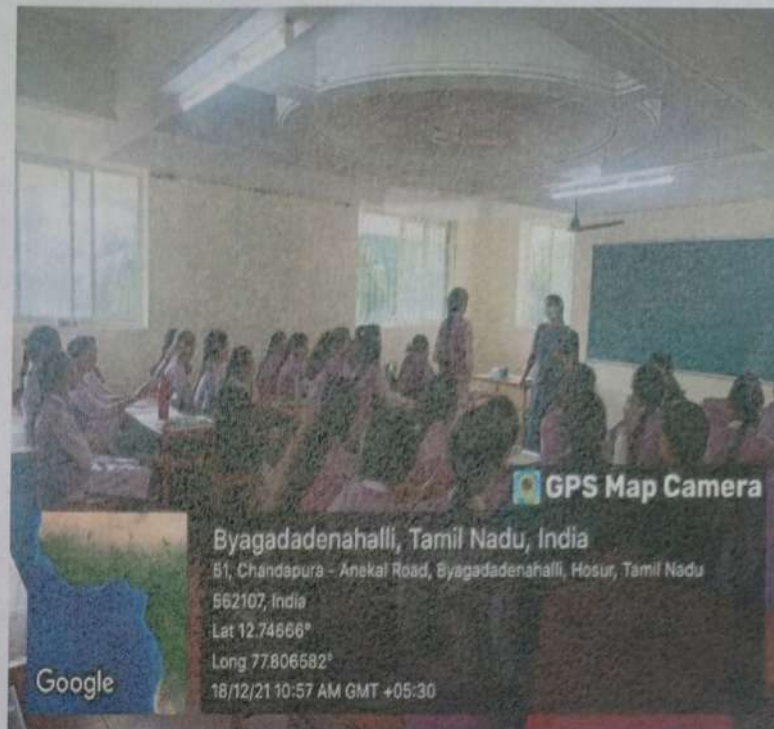 GPS Map Camera
Byagadadenahalli, Tamil Nadu, India
61, Chandapura - Anekal Road, Byagadadenahalli, Hosur, Tamil Nadu
562107, India
Lat 12.74666°
Long 77.806582°
18/12/21 10:57 AM GMT +05:30
Google